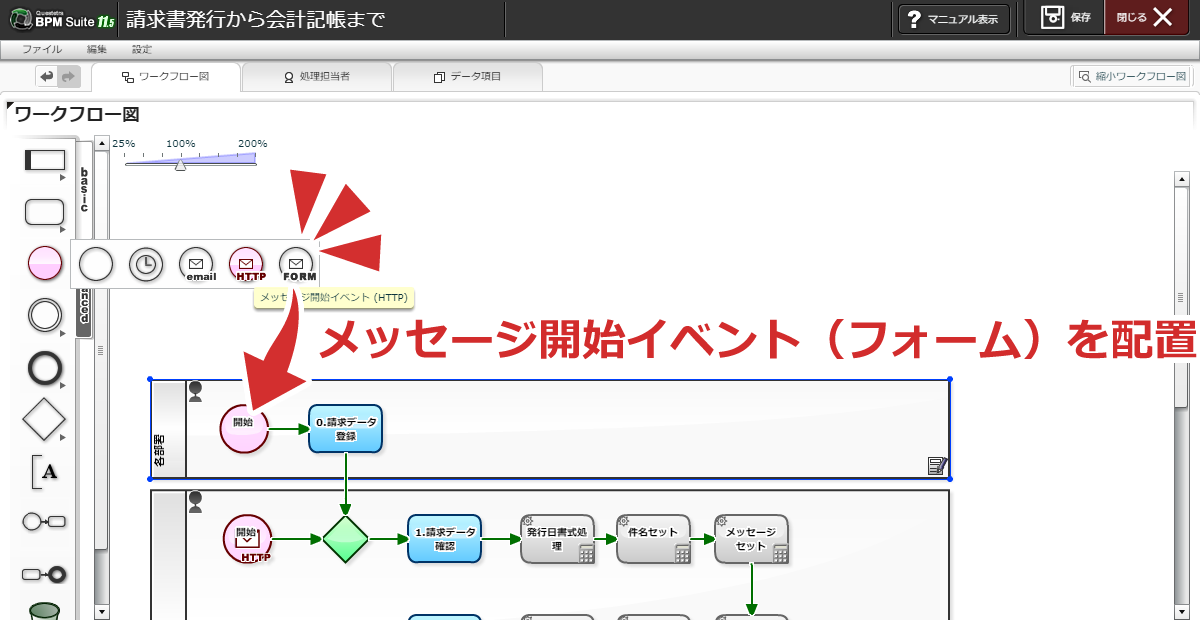 Questetra
BPM Suite 11.5
請求書発行から会計記帳まで
? マニュアル表示
保存
閉じる
ファイル
編集
設定
ワークフロー図
処理担当者
データ項目
縮小ワークフロー図
ワークフロー図
25%
100%
200%
basic
email
HTTP
FORM
メッセージ開始イベント (HTTP)
anced
メッセージ開始イベント（フォーム）を配置
A
各部署
開始
0.請求データ
登録
開始
HTTP
1.請求データ
確認
発行日書式処
理
件名セット
メッセージ
セット